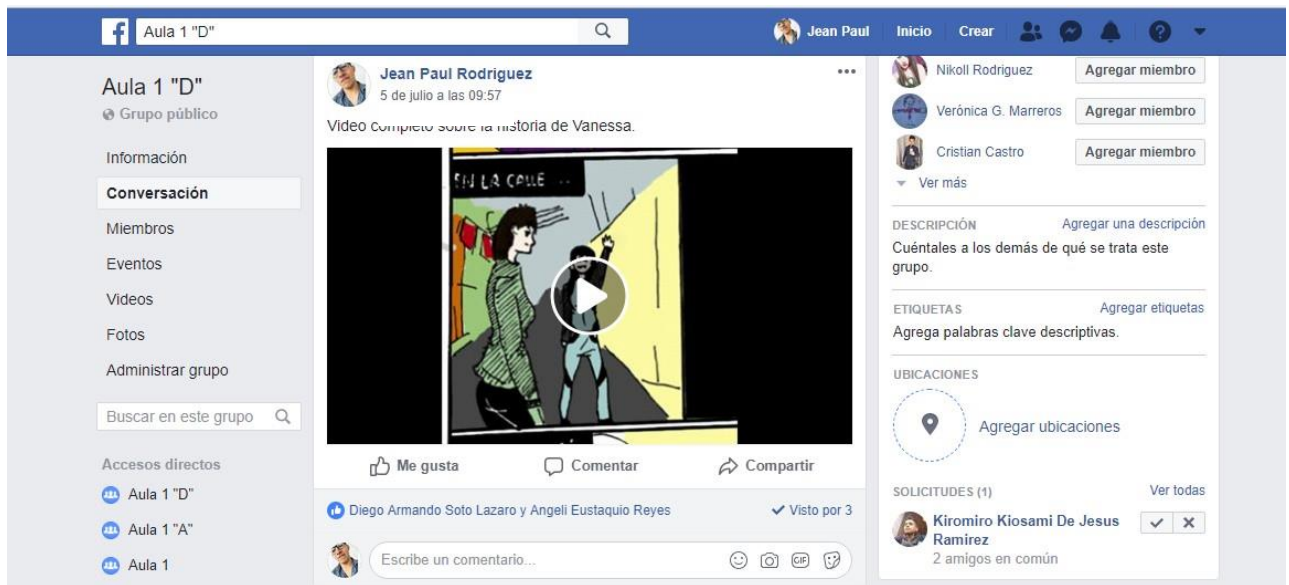 Aula 1 "D"
Jean Paul
Inicio
Crear
Aula 1 "D"
Grupo público
Información
Conversación
Miembros
Eventos
Videos
Fotos
Administrar grupo
Buscar en este grupo
Accesos directos
Aula 1 "D"
Aula 1 "A"
Aula 1
Jean Paul Rodriguez
5 de julio a las 09:57
Video completo sobre la historia de Vanessa.
EN LA CALLE ...
Me gusta
Comentar
Compartir
Diego Armando Soto Lazaro y Angeli Eustaquio Reyes
Visto por 3
Escribe un comentario...
GIF
Nikoll Rodriguez
Agregar miembro
Verónica G. Marreros
Agregar miembro
Cristian Castro
Agregar miembro
Ver más
DESCRIPCIÓN
Agregar una descripción
Cuéntales a los demás de qué se trata este
grupo.
ETIQUETAS
Agregar etiquetas
Agrega palabras clave descriptivas.
UBICACIONES
Agregar ubicaciones
SOLICITUDES (1)
Ver todas
Kiromiro Kiosami De Jesus
Ramirez
2 amigos en común